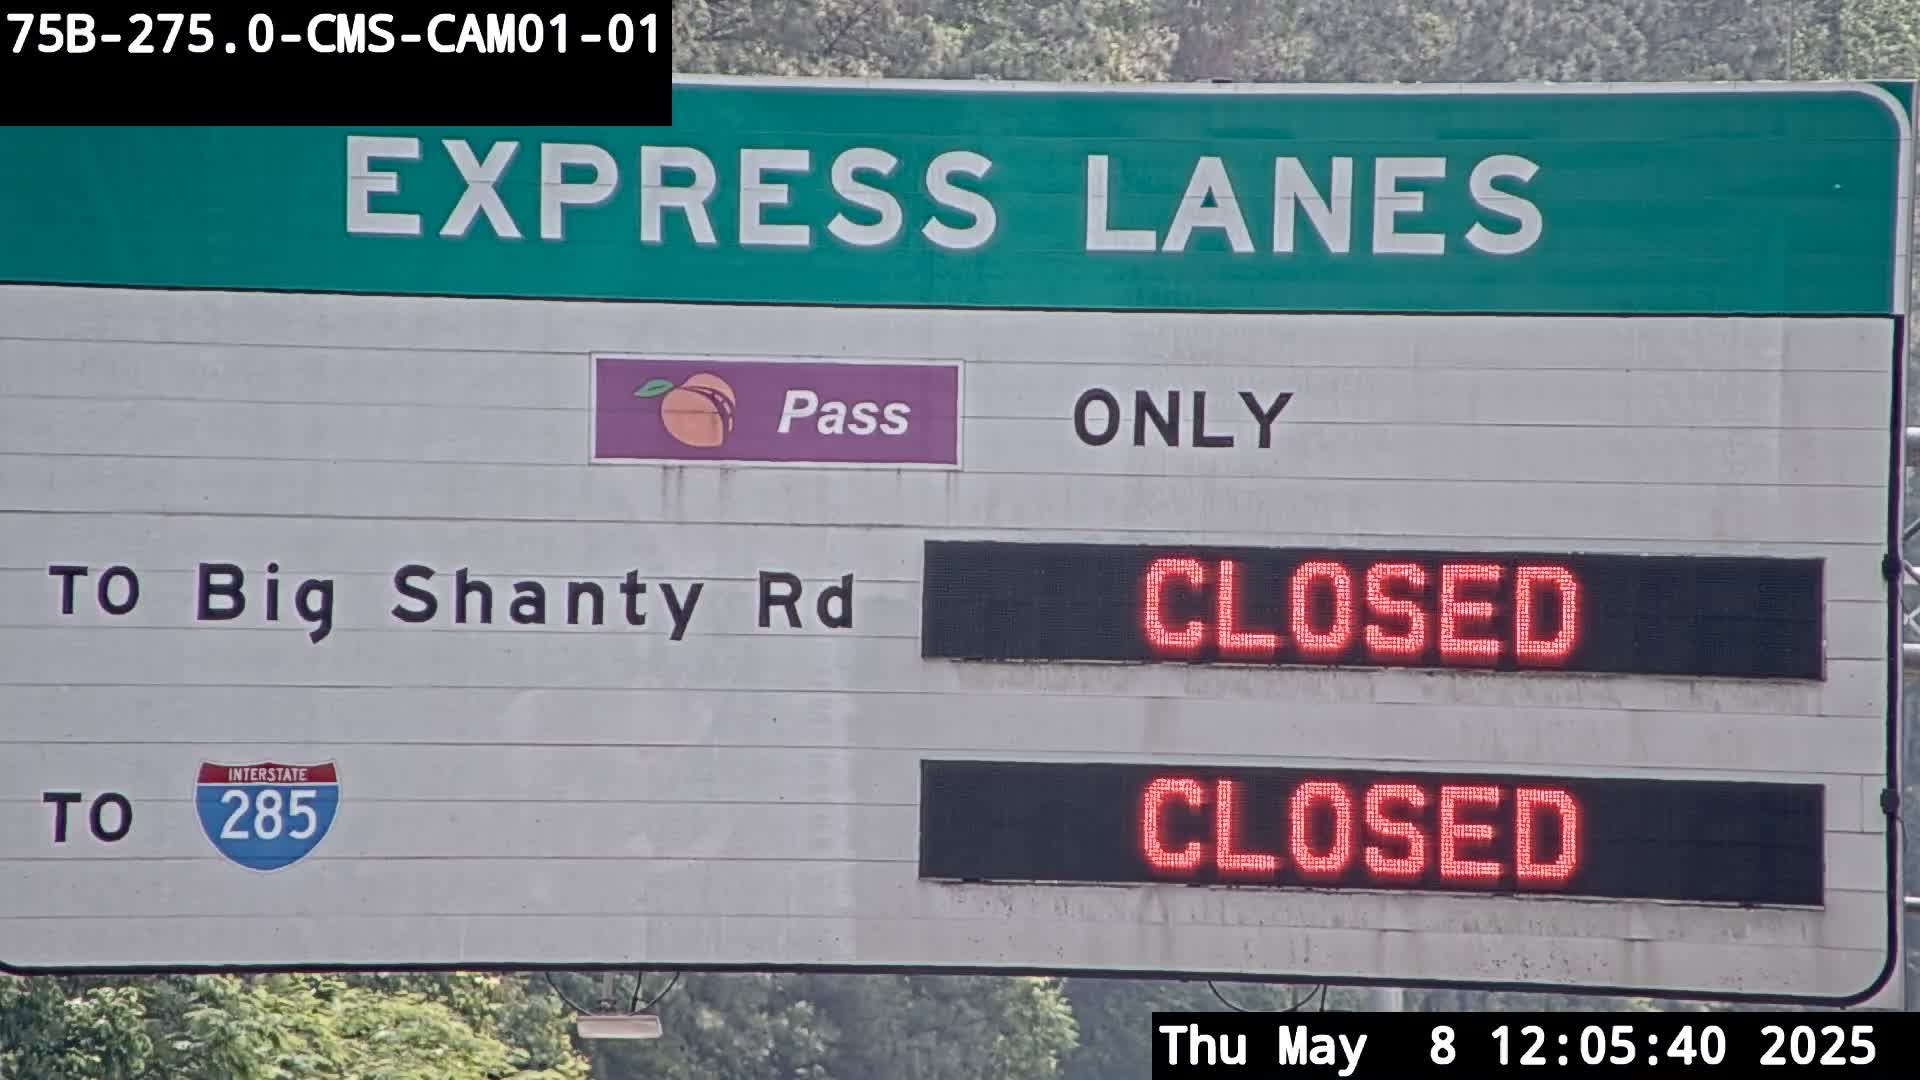 75B-275.0-CMS-CAM01-01
EXPRESS LANES
Pass ONLY
TO Big Shanty Rd CLOSED
TO INTERSTATE 285 CLOSED
Thu May 8 12:05:40 2025